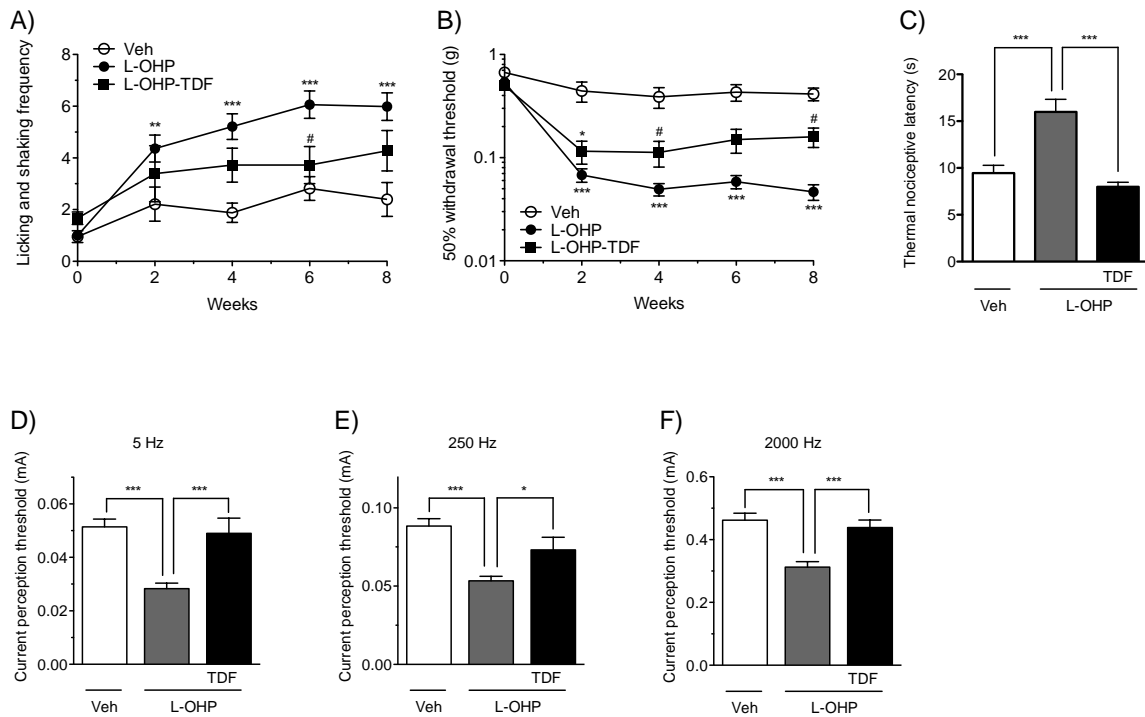 A)
Licking and shaking frequency
Veh
L-OHP
L-OHP-TDF
8
6
4
2
0
** *** *** ***
#
0 2 4 6 8
Weeks
B)
50% withdrawal threshold (g)
1
0.1
0.01
* # #
*** *** *** ***
Veh
L-OHP
L-OHP-TDF
0 2 4 6 8
Weeks
C)
Thermal nociceptive latency (s)
*** ***
20
15
10
5
0
TDF
Veh L-OHP
D)
5 Hz
Current perception threshold (mA)
*** ***
0.06
0.04
0.02
0.00
TDF
Veh L-OHP
E)
250 Hz
Current perception threshold (mA)
*** *
0.10
0.05
0.00
TDF
Veh L-OHP
F)
2000 Hz
Current perception threshold (mA)
*** ***
0.6
0.4
0.2
0.0
TDF
Veh L-OHP